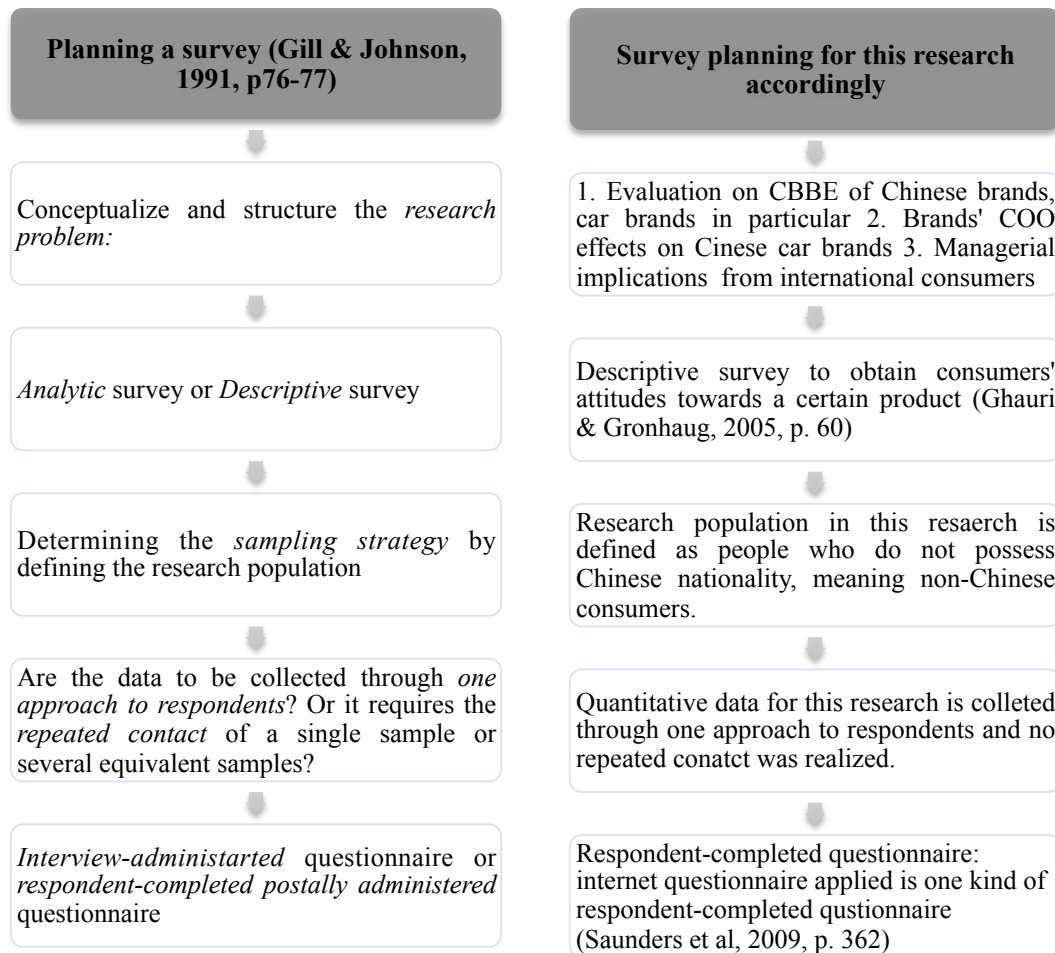 Planning a survey (Gill & Johnson,
1991, p76-77)
Conceptualize and structure the research
problem:
Analytic survey or Descriptive survey
Determining the sampling strategy by
defining the research population
Are the data to be collected through one
approach to respondents? Or it requires the
repeated contact of a single sample or
several equivalent samples?
Interview-administarted questionnaire or
respondent-completed postally administered
questionnaire
Survey planning for this research
accordingly
1. Evaluation on CBBE of Chinese brands,
car brands in particular 2. Brands' COO
effects on Cinese car brands 3. Managerial
implications from international consumers
Descriptive survey to obtain consumers'
attitudes towards a certain product (Ghauri
& Gronhaug, 2005, p. 60)
Research population in this resaerch is
defined as people who do not possess
Chinese nationality, meaning non-Chinese
consumers.
Quantitative data for this research is colleted
through one approach to respondents and no
repeated conatct was realized.
Respondent-completed questionnaire:
internet questionnaire applied is one kind of
respondent-completed qustionnaire
(Saunders et al, 2009, p. 362)